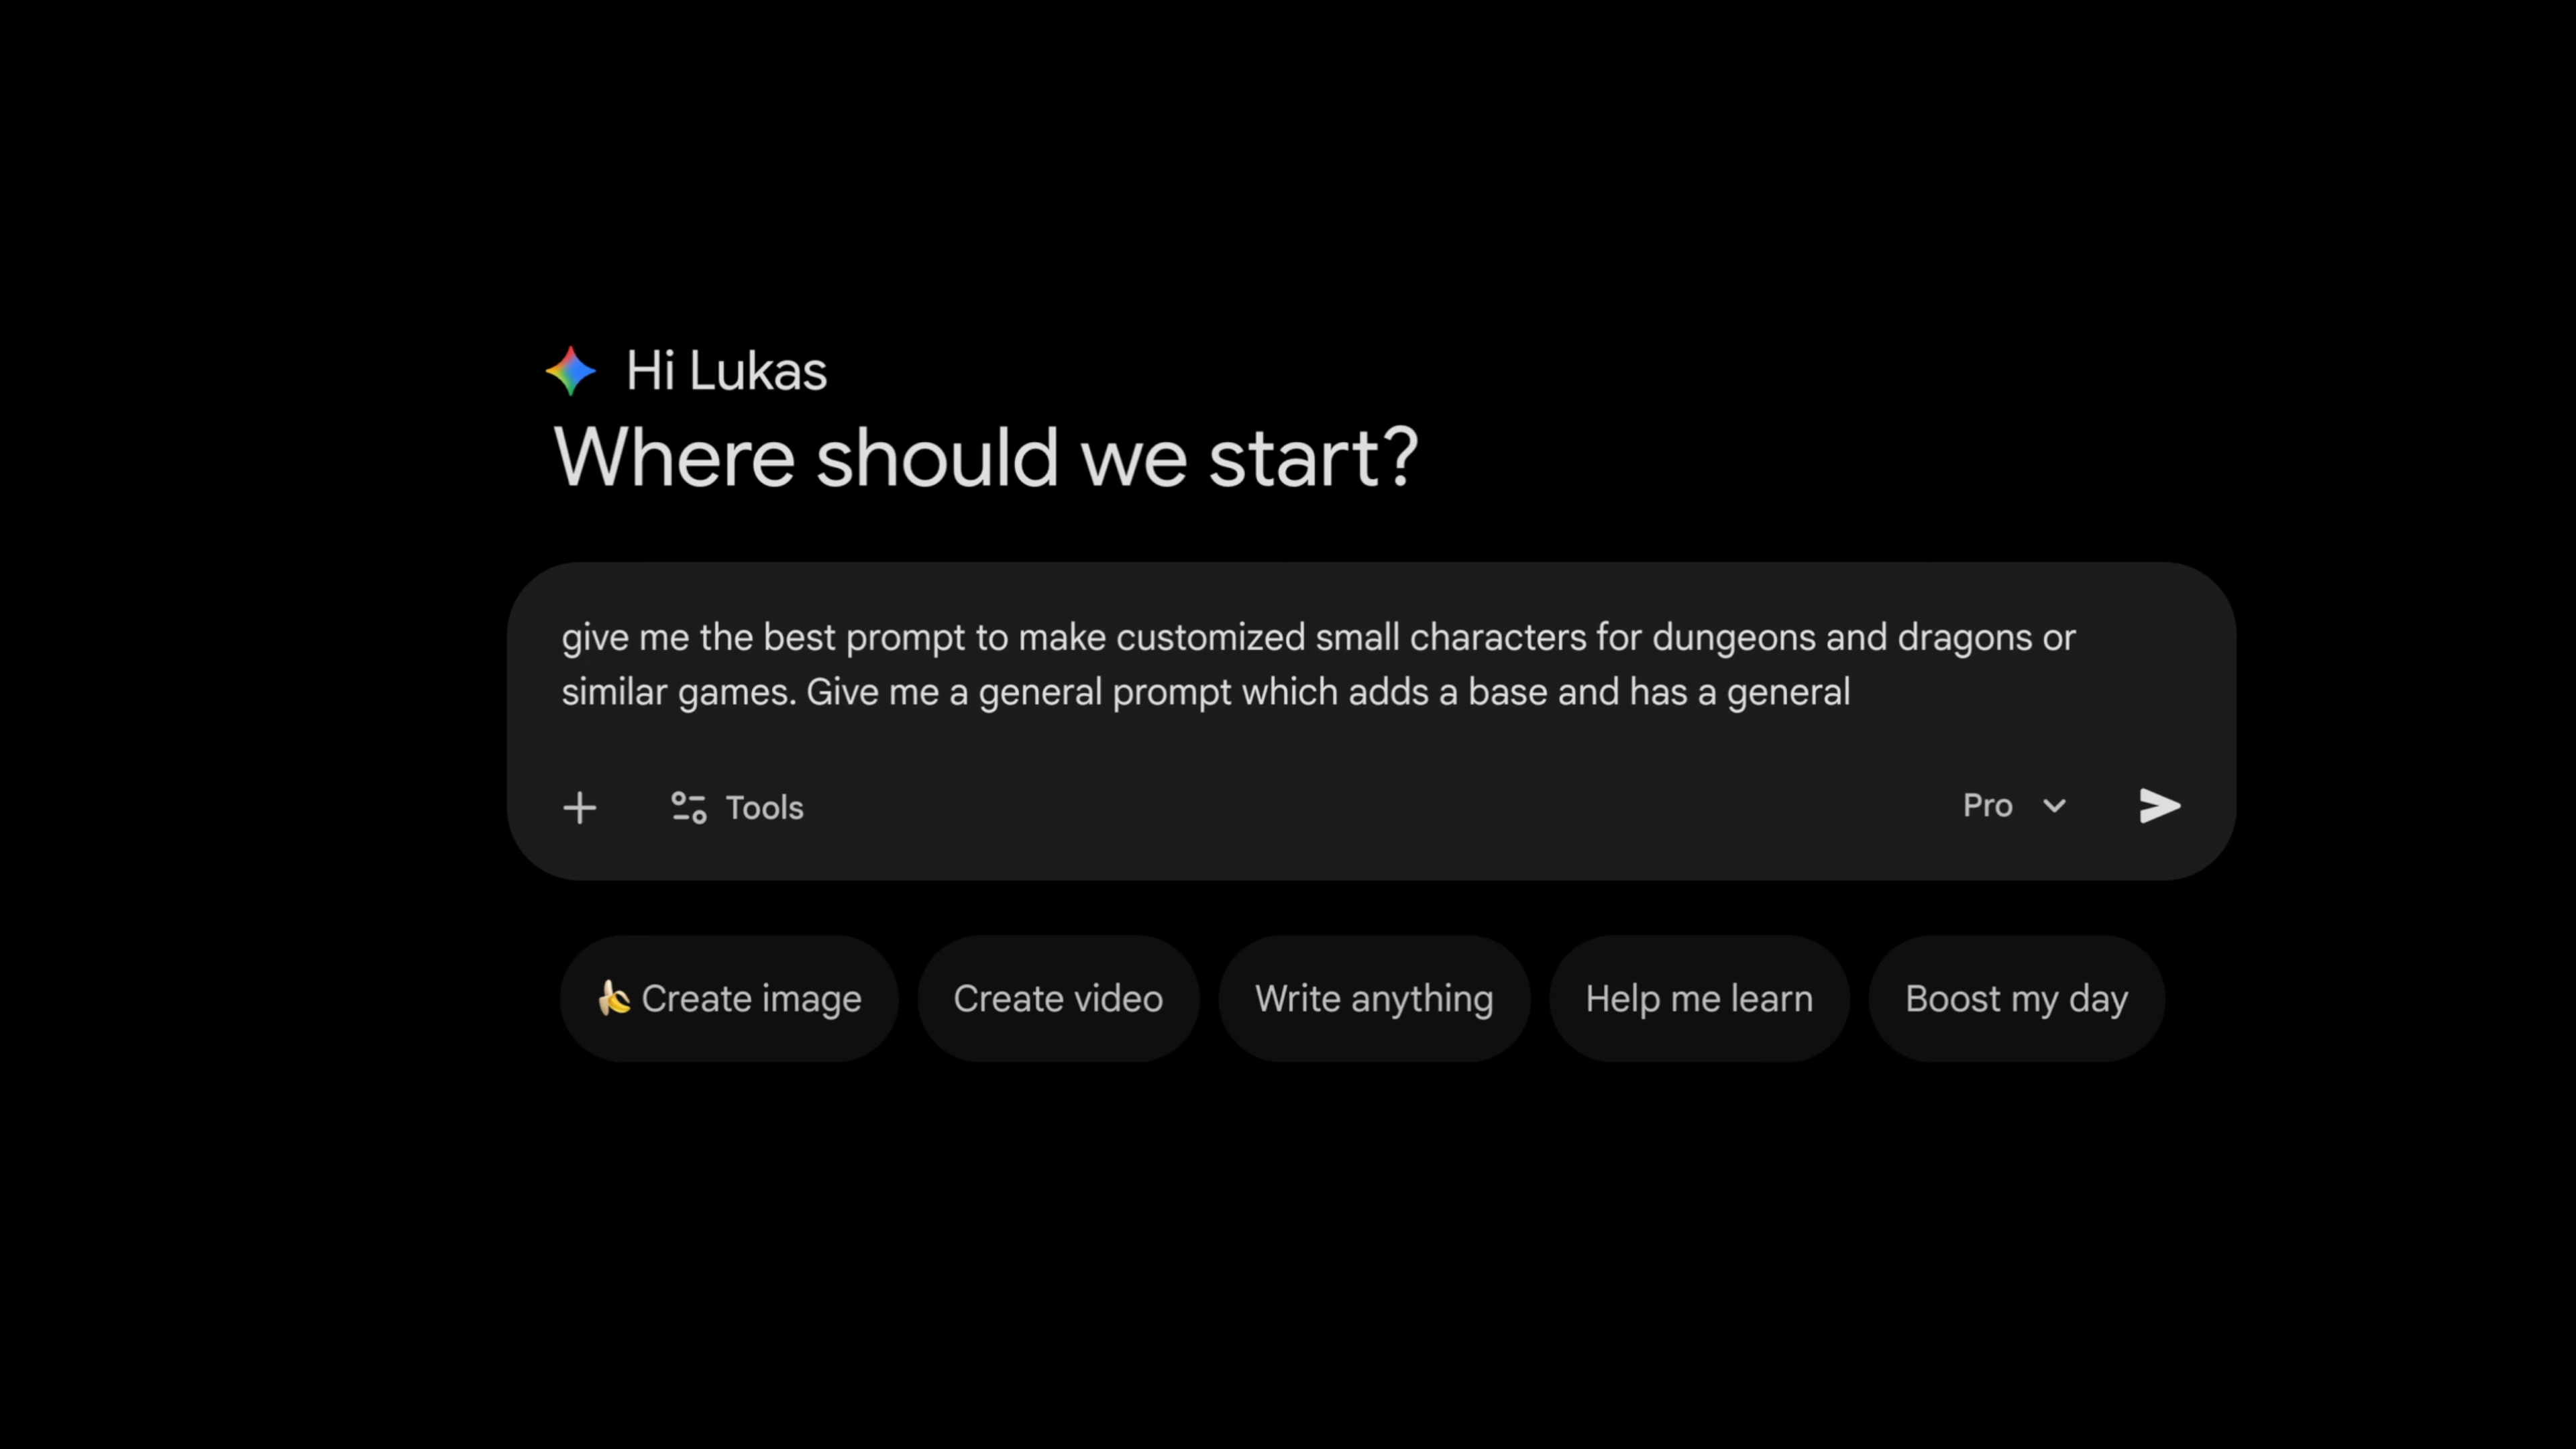 Hi Lukas
Where should we start?
give me the best prompt to make customized small characters for dungeons and dragons or
similar games. Give me a general prompt which adds a base and has a general
Tools
Pro
Create image
Create video
Write anything
Help me learn
Boost my day